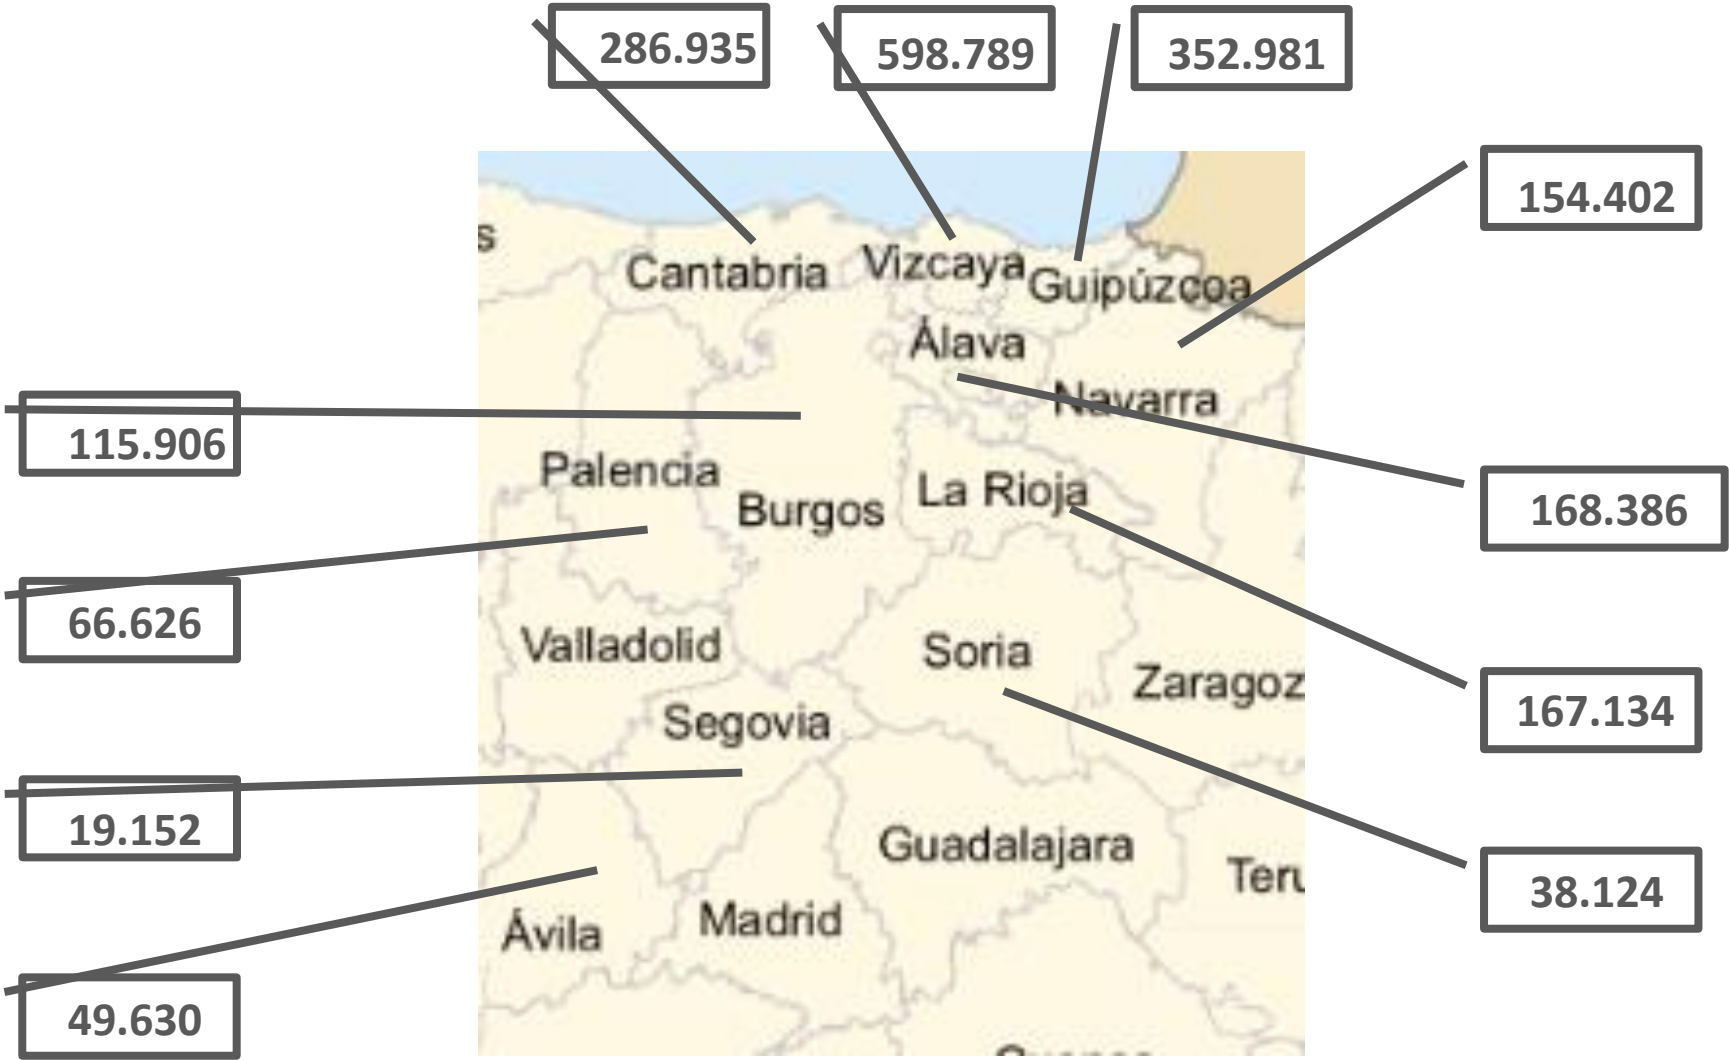 286.935
598.789
352.981
154.402
s
Cantabria
Vizcaya
Guipúzcoa
Álava
Navarra
115.906
Palencia
Burgos
La Rioja
168.386
66.626
Valladolid
Soria
Zaragoz
Segovia
167.134
19.152
Guadalajara
Teru
38.124
Ávila
Madrid
49.630